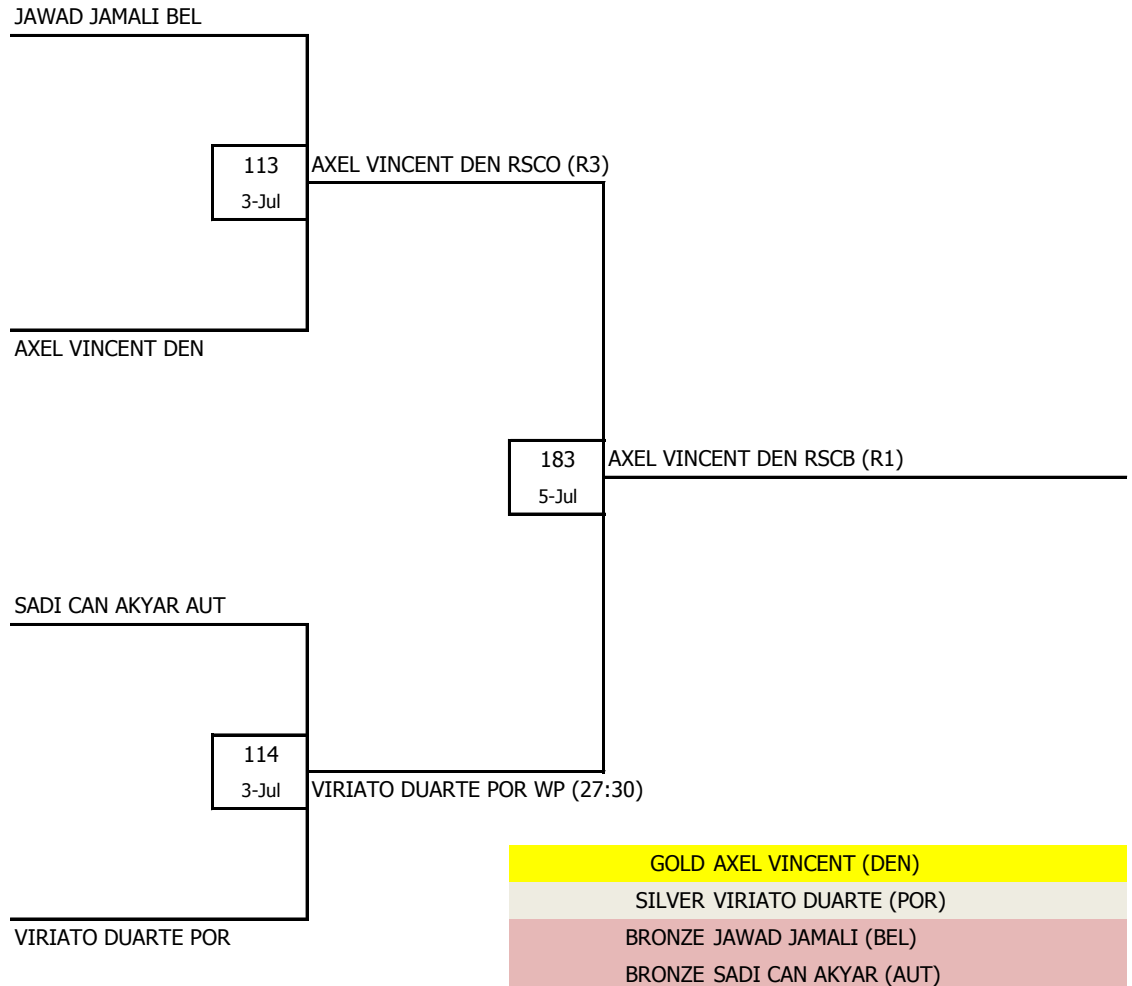 JAWAD JAMALI BEL
113
3-Jul
AXEL VINCENT DEN RSCO (R3)
AXEL VINCENT DEN
183
5-Jul
AXEL VINCENT DEN RSCB (R1)
SADI CAN AKYAR AUT
114
3-Jul
VIRIATO DUARTE POR WP (27:30)
VIRIATO DUARTE POR
GOLD AXEL VINCENT (DEN)
SILVER VIRIATO DUARTE (POR)
BRONZE JAWAD JAMALI (BEL)
BRONZE SADI CAN AKYAR (AUT)